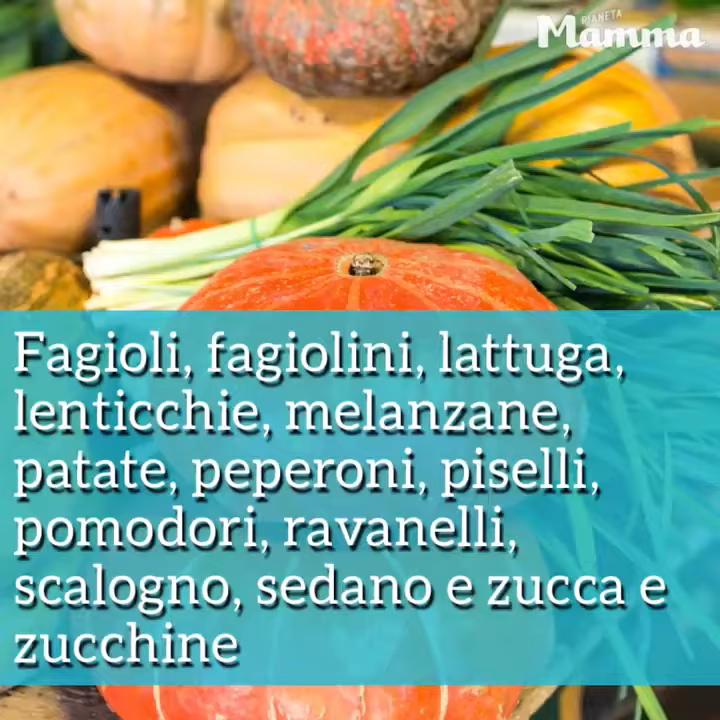 PIANETA
Mamma
Fagioli, fagiolini, lattuga,
lenticchie, melanzane,
patate, peperoni, piselli,
pomodori, ravanelli,
scalogno, sedano e zucca e
zucchine